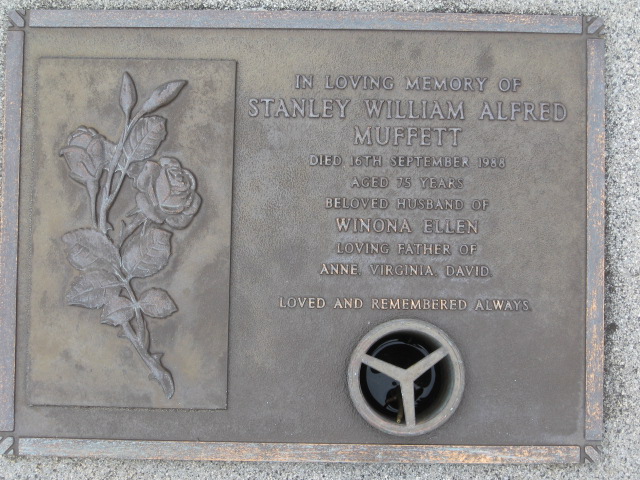 IN LOVING MEMORY OF
STANLEY WILLIAM ALFRED
MUFFETT
DIED 16TH SEPTEMBER 1988
AGED 75 YEARS
BELOVED HUSBAND OF
WINONA ELLEN
LOVING FATHER OF
ANNE, VIRGINIA, DAVID.
LOVED AND REMEMBERED ALWAYS.